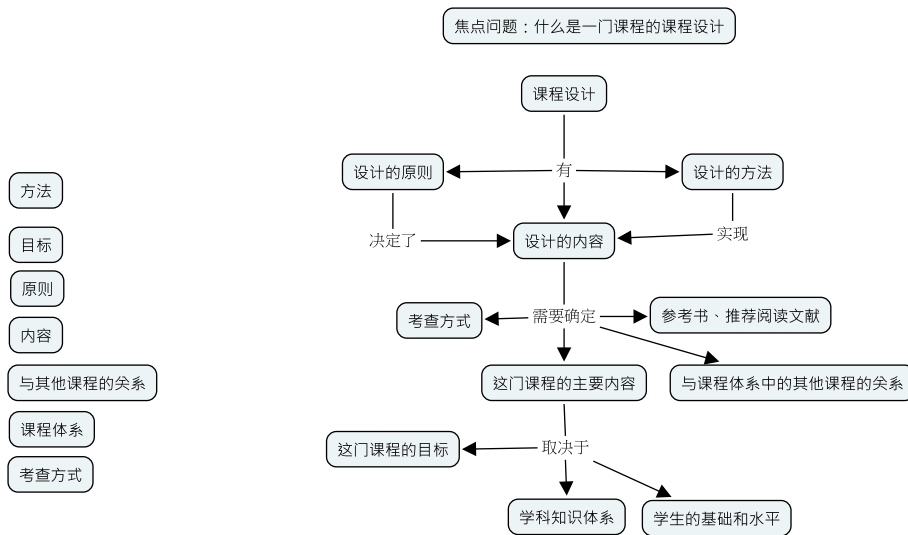 焦点问题：什么是一门课程的课程设计
课程设计
设计的原则
有
设计的方法
决定了
设计的内容
实现
考查方式
需要确定
参考书、推荐阅读文献
这门课程的主要内容
与课程体系中的其他课程的关系
这门课程的目标
取决于
学科知识体系
学生的基础和水平
方法
目标
原则
内容
与其他课程的关系
课程体系
考查方式